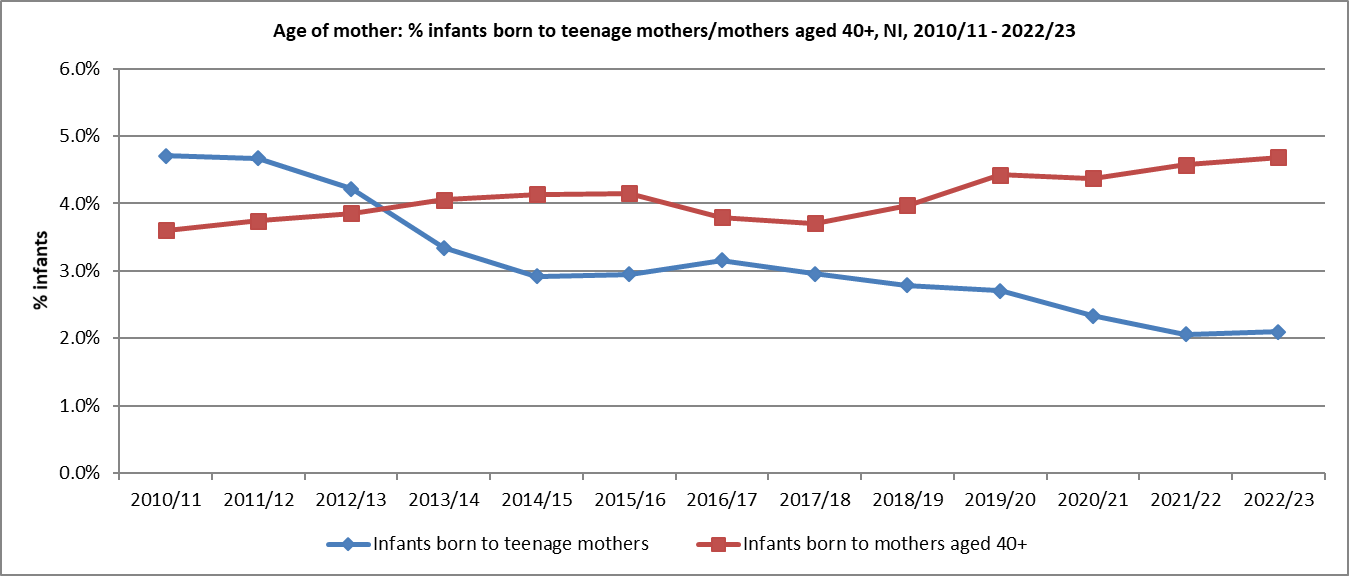 Age of mother: % infants born to teenage mothers/mothers aged 40+, NI, 2010/11 - 2022/23
6.0%
5.0%
4.0%
3.0%
2.0%
1.0%
0.0%
% infants
2010/11 2011/12 2012/13 2013/14 2014/15 2015/16 2016/17 2017/18 2018/19 2019/20 2020/21 2021/22 2022/23
Infants born to teenage mothers Infants born to mothers aged 40+